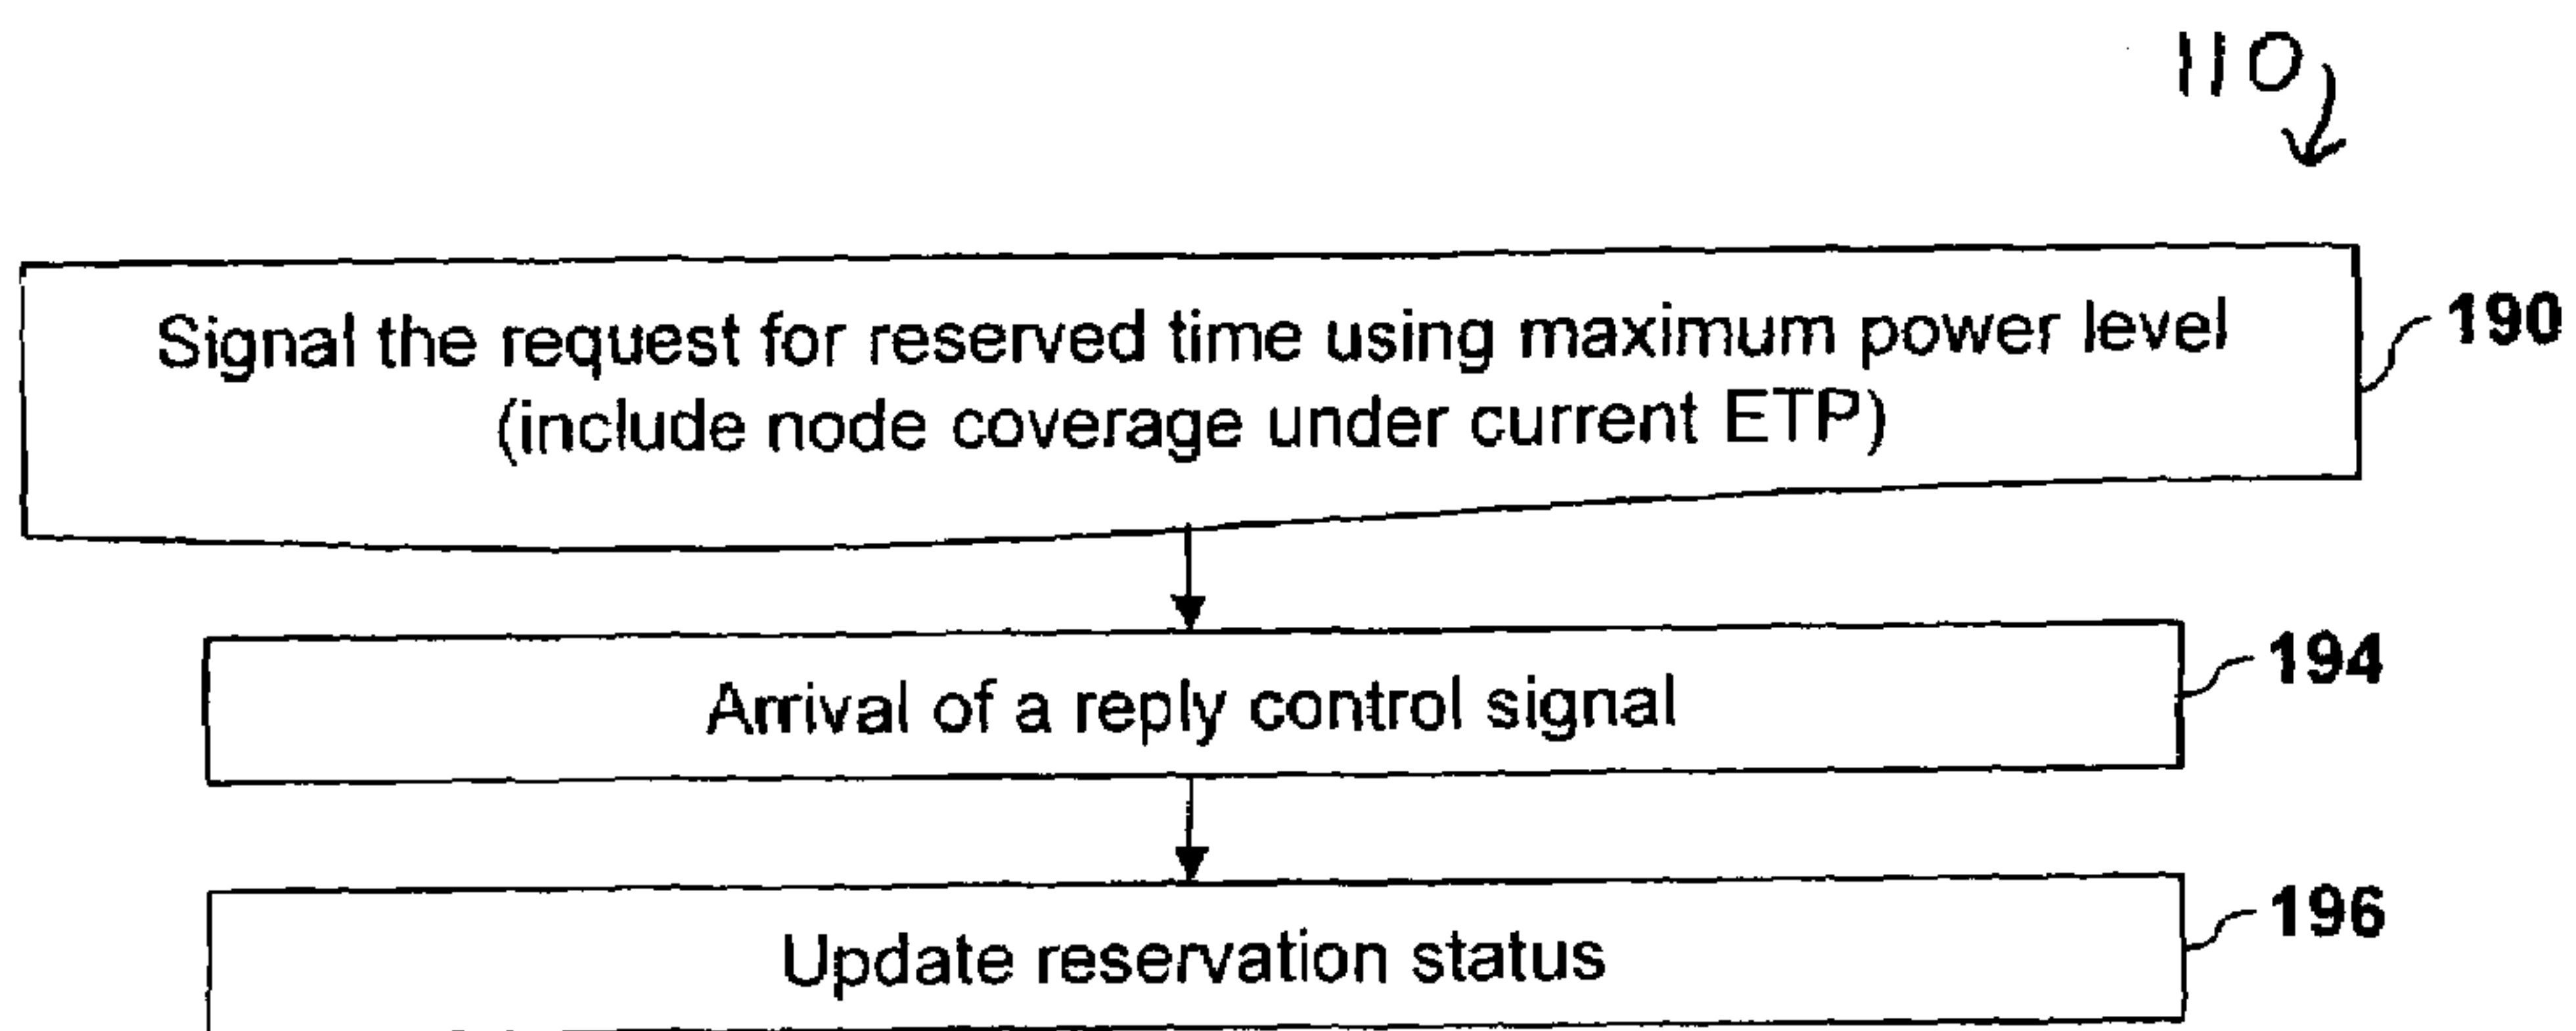 110
Signal the request for reserved time using maximum power level
(include node coverage under current ETP)
190
Arrival of a reply control signal
194
Update reservation status
196